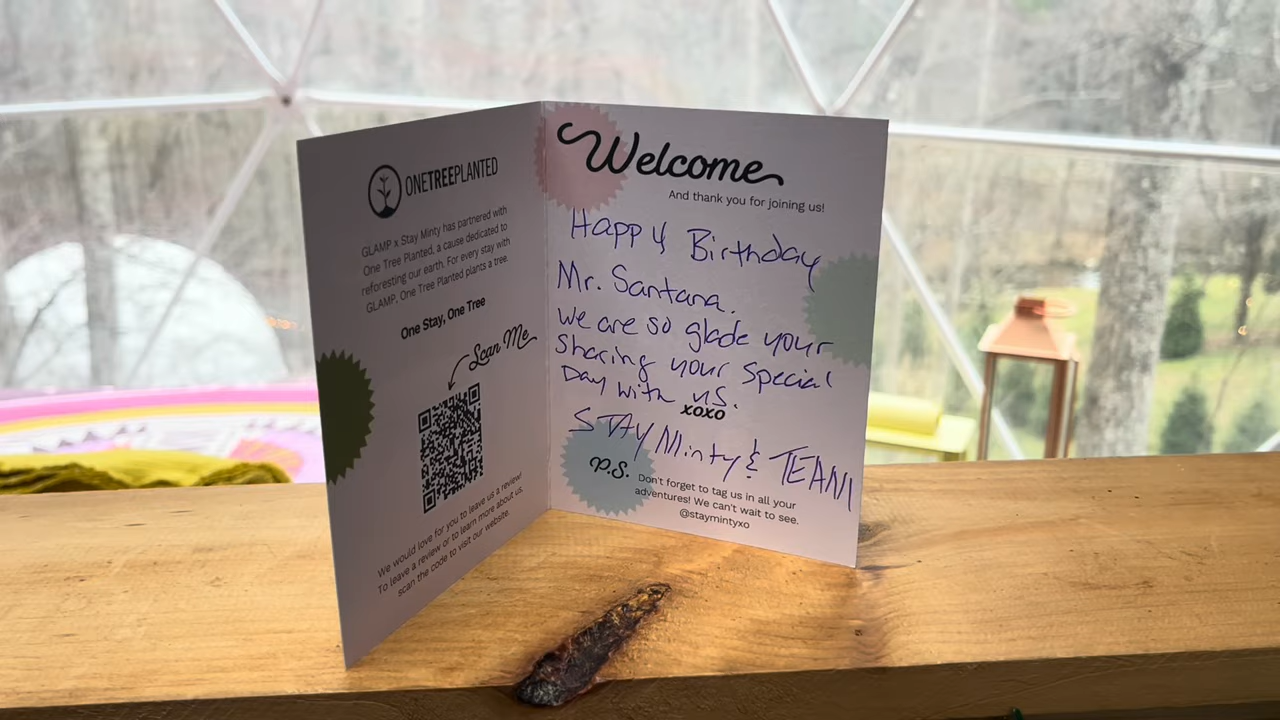 ONETREEPLANTED
GLAMP x Stay Minty has partnered with
One Tree Planted, a cause dedicated to
reforesting our earth. For every stay with
GLAMP, One Tree Planted plants a tree.
One Stay, One Tree
Scan Me
We would love for you to leave us a review!
To leave a review or to learn more about us,
scan the code to visit our website.
Welcome
And thank you for joining us!
Happy Birthday
Mr. Santana.
we are so glade your
sharing your special
Day with us.
xoxo
STAY Minty & TEAM
P.S. Don't forget to tag us in all your
adventures! We can't wait to see.
@staymintyxo